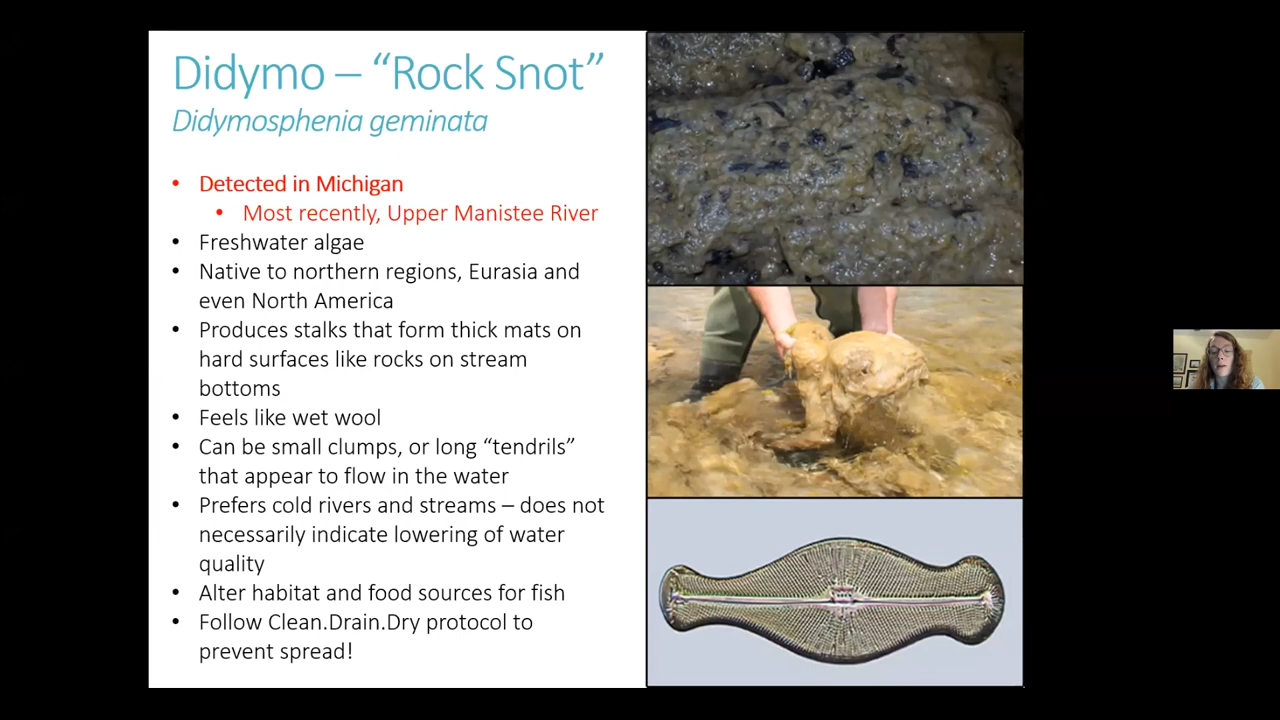 Didymo – “Rock Snot”
Didymosphenia geminata
• Detected in Michigan
• Most recently, Upper Manistee River
• Freshwater algae
• Native to northern regions, Eurasia and
even North America
• Produces stalks that form thick mats on
hard surfaces like rocks on stream
bottoms
• Feels like wet wool
• Can be small clumps, or long “tendrils”
that appear to flow in the water
• Prefers cold rivers and streams – does not
necessarily indicate lowering of water
quality
• Alter habitat and food sources for fish
• Follow Clean.Drain.Dry protocol to
prevent spread!